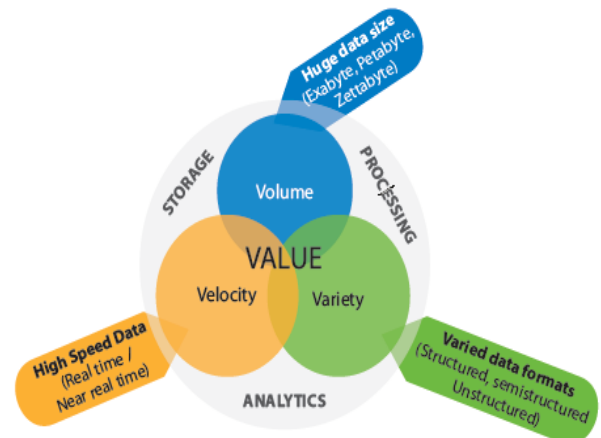 Huge data size
(Exabyte, Petabyte,
Zettabyte)
STORAGE
PROCESSING
Volume
VALUE
Velocity
Variety
High Speed Data
(Real time /
Near real time)
Varied data formats
(Structured, semistructured
Unstructured)
ANALYTICS